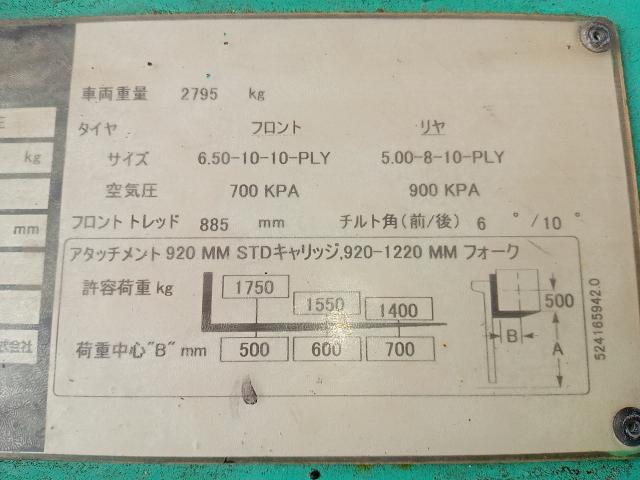 車両重量 2795 kg
タイヤ フロント リヤ
圧
サイズ 6.50-10-10-PLY 5.00-8-10-PLY
kg
空気圧 700 KPA 900 KPA
フロント トレッド 885 mm チルト角(前/後) 6 ° /10 °
mm
アタッチメント 920 MM STDキャリッジ,920-1220 MM フォーク
許容荷重 kg 1750 1550 1400
500
B A
荷重中心"B" mm 500 600 700
524165942.0